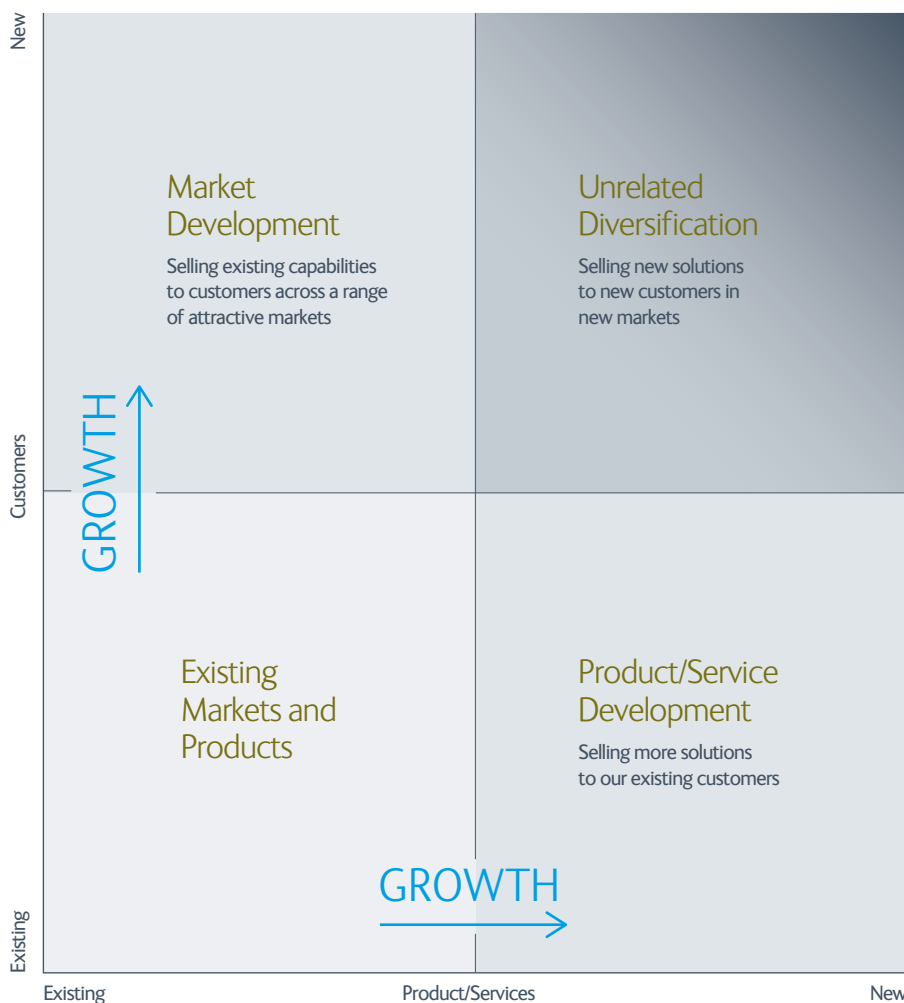 New
Market
Development
Selling existing capabilities
to customers across a range
of attractive markets
Unrelated
Diversification
Selling new solutions
to new customers in
new markets
GROWTH
Customers
Existing
Markets and
Products
Product/Service
Development
Selling more solutions
to our existing customers
GROWTH
Existing
Existing
Product/Services
New